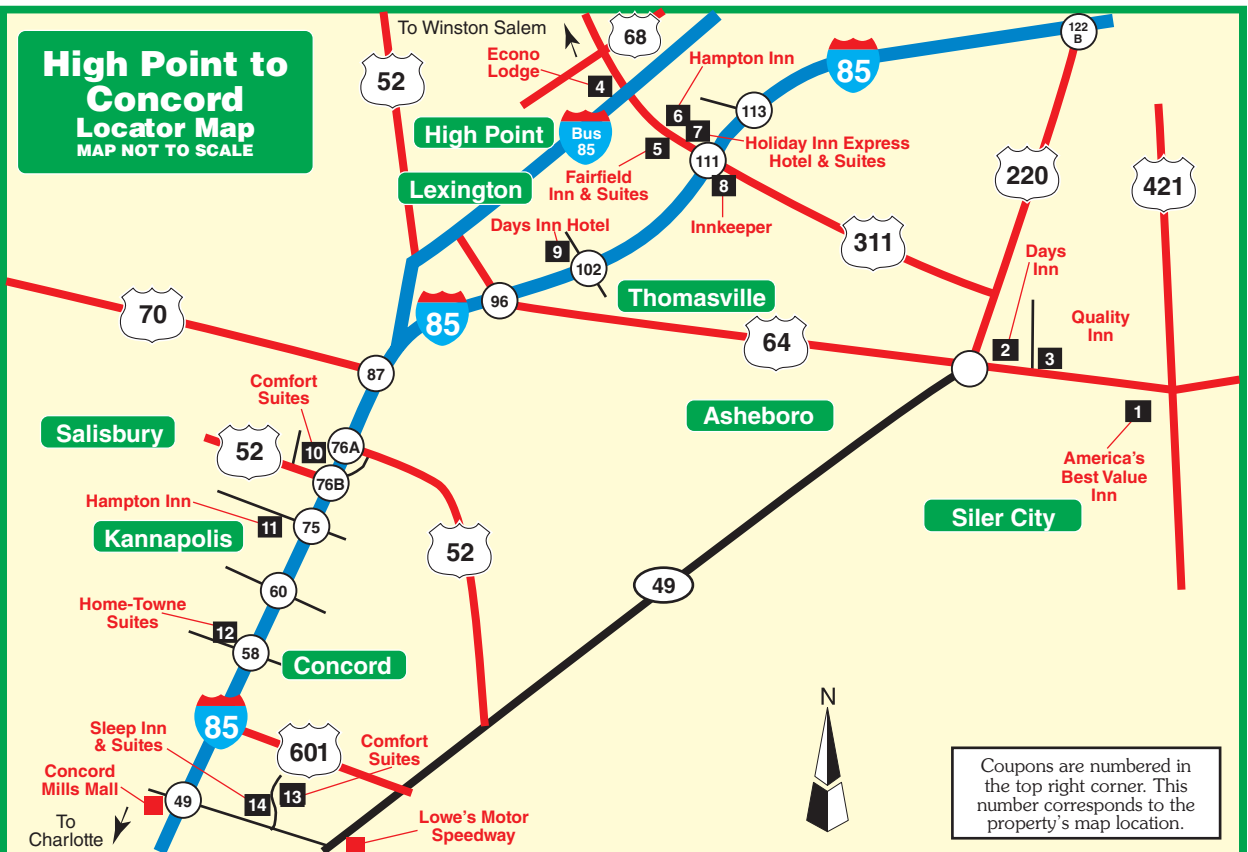 High Point to
Concord
Locator Map
MAP NOT TO SCALE
To Winston Salem
68
52
Econo
Lodge
4
Hampton Inn
6
85
122
B
High Point
Bus
85
7
113
5
Holiday Inn Express
Hotel & Suites
111
Fairfield
Inn & Suites
8
220
421
Lexington
Days Inn Hotel
Innkeeper
311
9
102
Days
Inn
96
Thomasville
70
85
64
Quality
Inn
2
3
87
Comfort
Suites
Asheboro
1
Salisbury
52
10
76A
America's
Best Value
Inn
76B
Hampton Inn
11
75
Siler City
Kannapolis
52
60
49
Home-Towne
Suites
12
58
Concord
N
85
Sleep Inn
& Suites
601
Comfort
Suites
Concord
Mills Mall
49
14
13
To
Charlotte
Lowe's Motor
Speedway
Coupons are numbered in
the top right corner. This
number corresponds to the
property's map location.